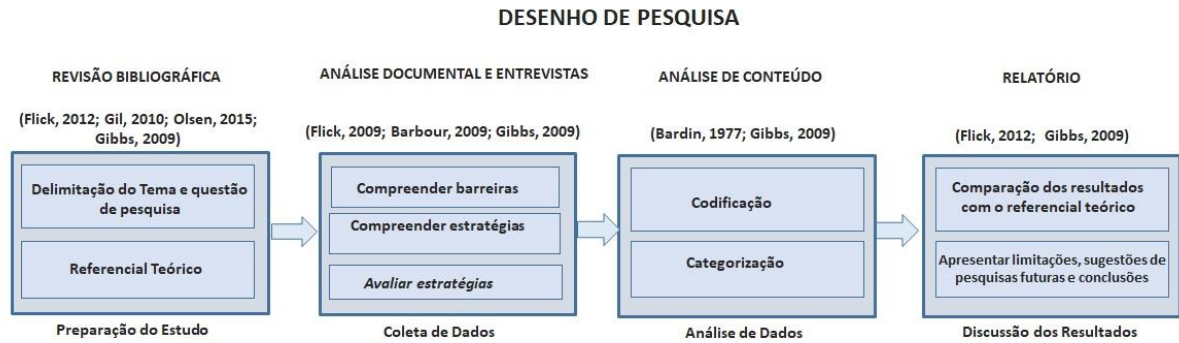 DESENHO DE PESQUISA
REVISÃO BIBLIOGRÁFICA
(Flick, 2012; Gil, 2010; Olsen, 2015;
Gibbs, 2009)
Delimitação do Tema e questão
de pesquisa
Referencial Teórico
Preparação do Estudo
ANÁLISE DOCUMENTAL E ENTREVISTAS
(Flick, 2009; Barbour, 2009; Gibbs, 2009)
Compreender barreiras
Compreender estratégias
Avaliar estratégias
Coleta de Dados
ANÁLISE DE CONTEÚDO
(Bardin, 1977; Gibbs, 2009)
Codificação
Categorização
Análise de Dados
RELATÓRIO
(Flick, 2012; Gibbs, 2009)
Comparação dos resultados
com o referencial teórico
Apresentar limitações, sugestões de
pesquisas futuras e conclusões
Discussão dos Resultados